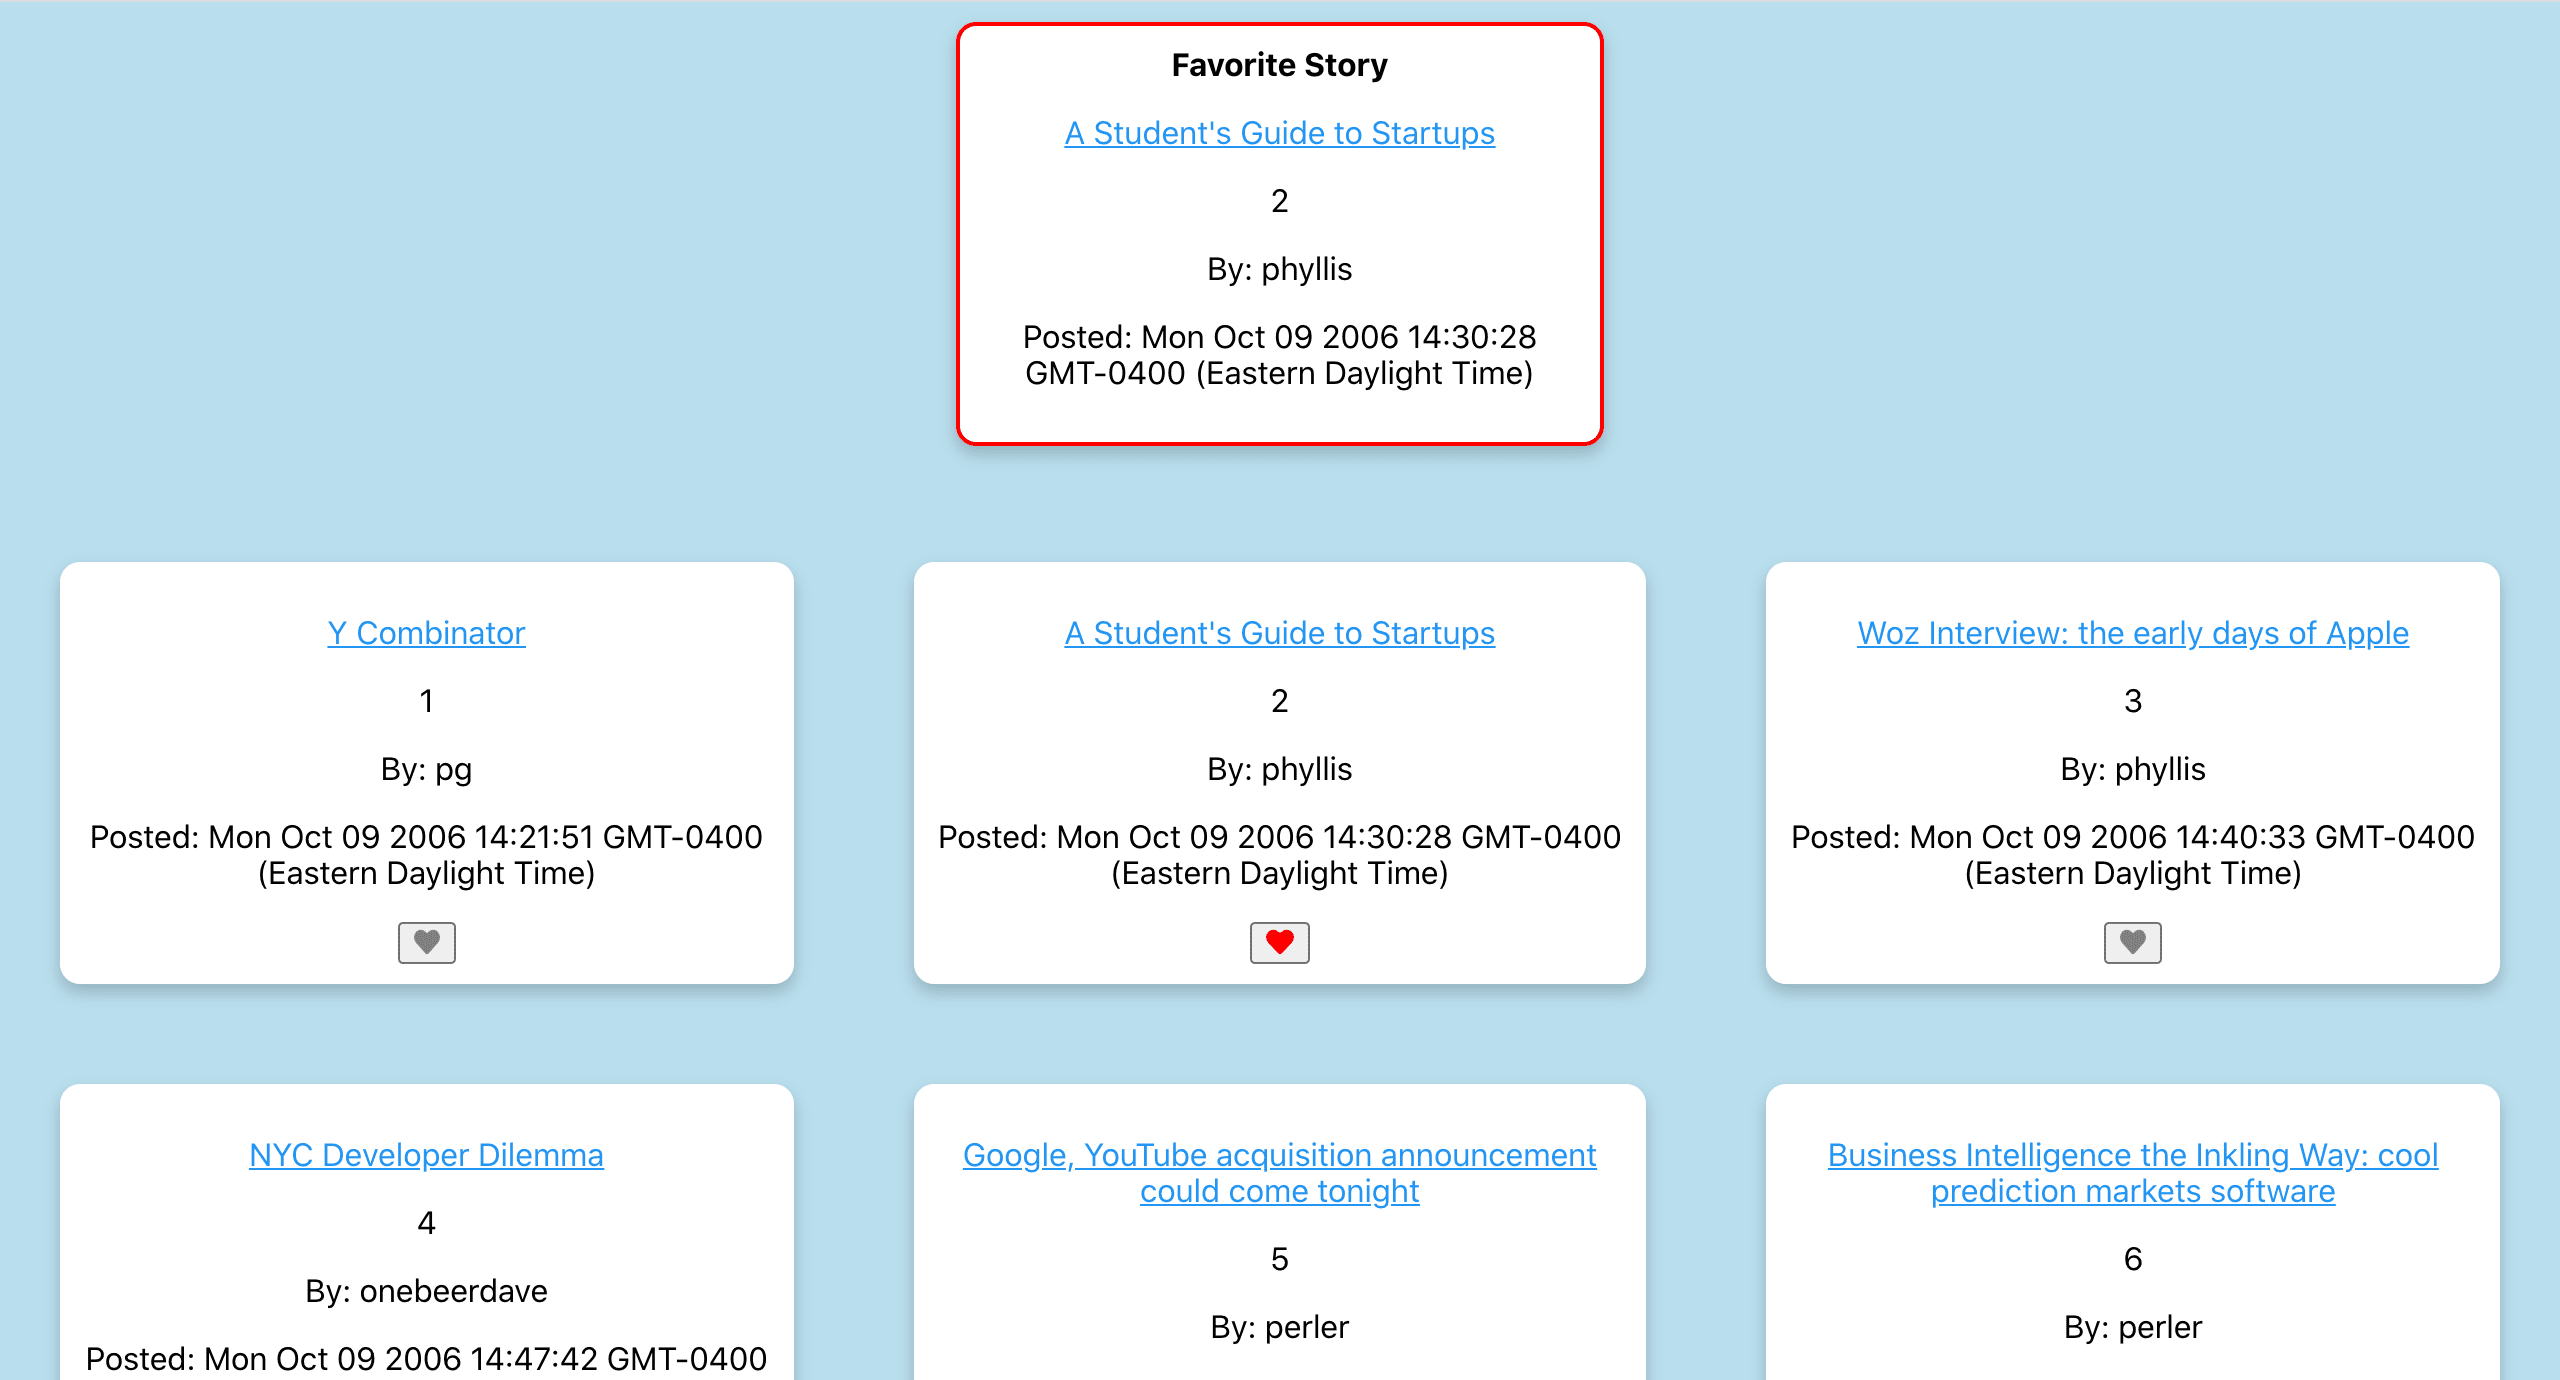 Favorite Story
A Student's Guide to Startups
2
By: phyllis
Posted: Mon Oct 09 2006 14:30:28
GMT-0400 (Eastern Daylight Time)
Y Combinator
1
By: pg
Posted: Mon Oct 09 2006 14:21:51 GMT-0400
(Eastern Daylight Time)
A Student's Guide to Startups
2
By: phyllis
Posted: Mon Oct 09 2006 14:30:28 GMT-0400
(Eastern Daylight Time)
Woz Interview: the early days of Apple
3
By: phyllis
Posted: Mon Oct 09 2006 14:40:33 GMT-0400
(Eastern Daylight Time)
NYC Developer Dilemma
4
By: onebeerdave
Posted: Mon Oct 09 2006 14:47:42 GMT-0400
Google, YouTube acquisition announcement
could come tonight
5
By: perler
Business Intelligence the Inkling Way: cool
prediction markets software
6
By: perler